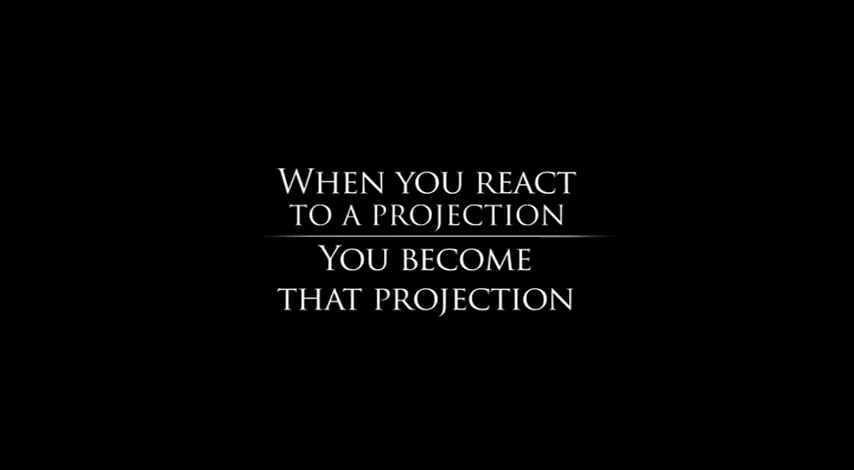 When you react
to a projection
You become
that projection